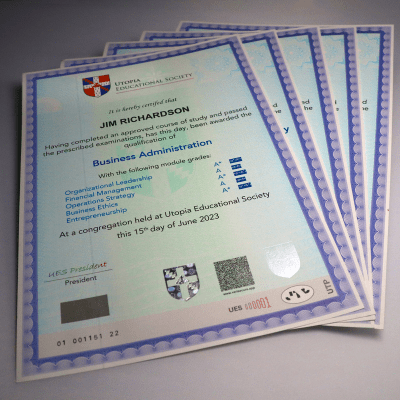 UTOPIA
EDUCATIONAL SOCIETY
It is hereby certified that
JIM RICHARDSON
Having completed an approved course of study and passed
the prescribed examinations, has this day, been awarded the
qualification of
Business Administration
With the following module grades:
Organizational Leadership A*
Financial Management A
Operations Strategy A*
Business Ethics A
Entrepreneurship A*
At a congregation held at Utopia Educational Society
this 15th day of June 2023
UES President
President
UES 000001
UTP
01 001161 22